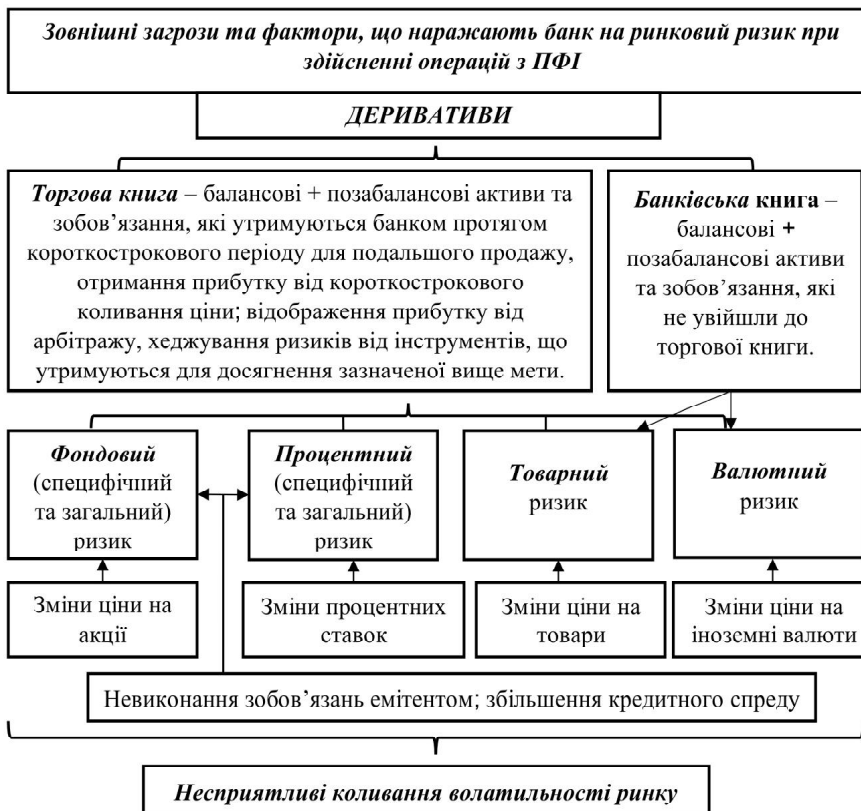 Зовнішні загрози та фактори, що наражають банк на ринковий ризик при
здійсненні операцій з ПФІ
ДЕРИВАТИВИ
Торгова книга – балансові + позабалансові активи та
зобов’язання, які утримуються банком протягом
короткострокового періоду для подальшого продажу,
отримання прибутку від короткострокового
коливання ціни; відображення прибутку від
арбітражу, хеджування ризиків від інструментів, що
утримуються для досягнення зазначеної вище мети.
Банківська книга –
балансові +
позабалансові активи
та зобов’язання, які
не увійшли до
торгової книги.
Фондовий
(специфічний
та загальний)
ризик
Процентний
(специфічний
та загальний)
ризик
Товарний
ризик
Валютний
ризик
Зміни ціни на
акції
Зміни процентних
ставок
Зміни ціни на
товари
Зміни ціни на
іноземні валюти
Невиконання зобов’язань емітентом; збільшення кредитного спреду
Несприятливі коливання волатильності ринку